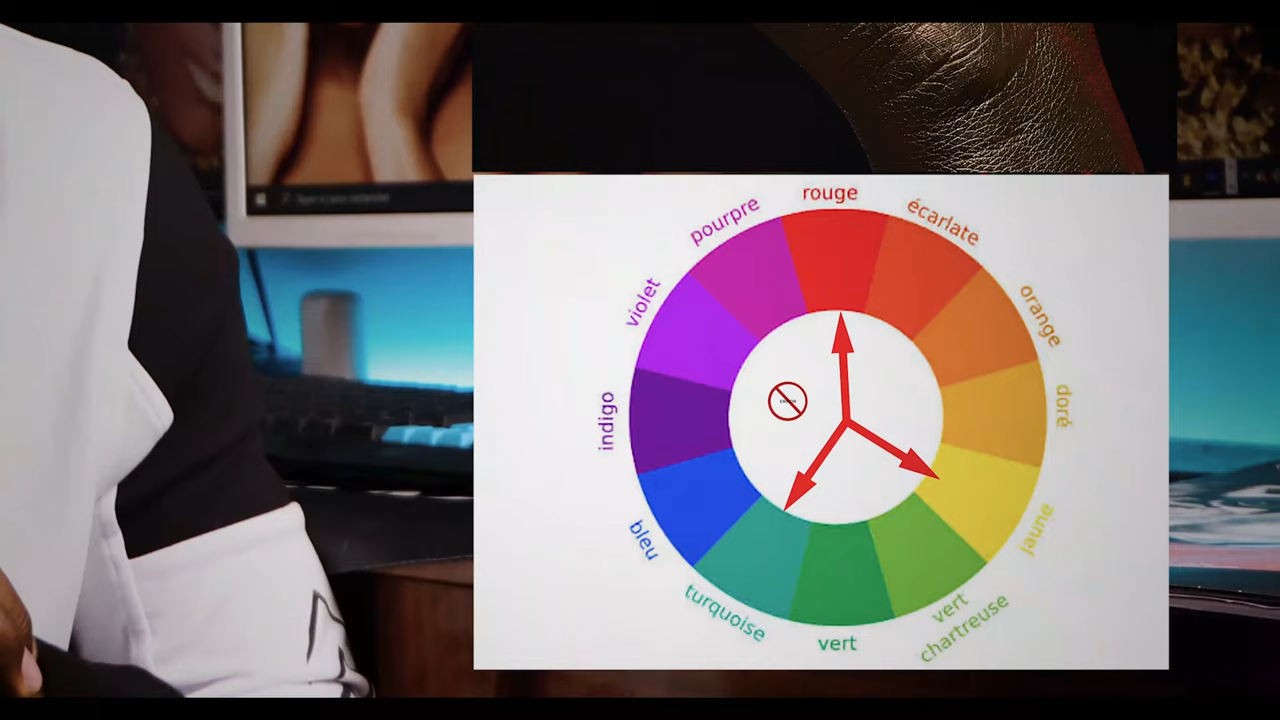 rouge
écarlate
orange
doré
jaune
vert
chartreuse
vert
turquoise
bleu
indigo
violet
pourpre